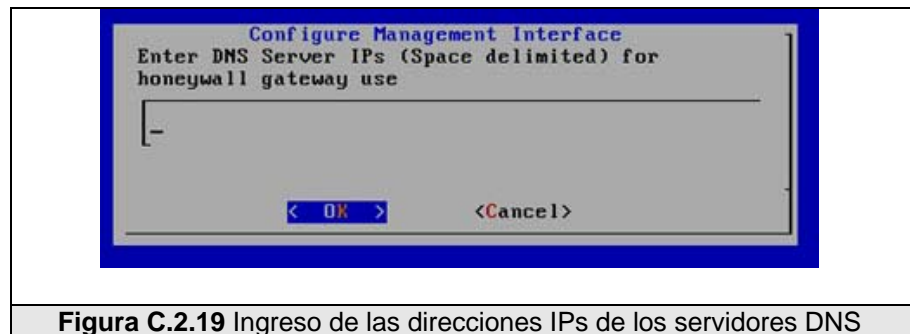 Configure Management Interface
Enter DNS Server IPs (Space delimited) for
honeywall gateway use
< OK > <Cancel>
Figura C.2.19 Ingreso de las direcciones IPs de los servidores DNS